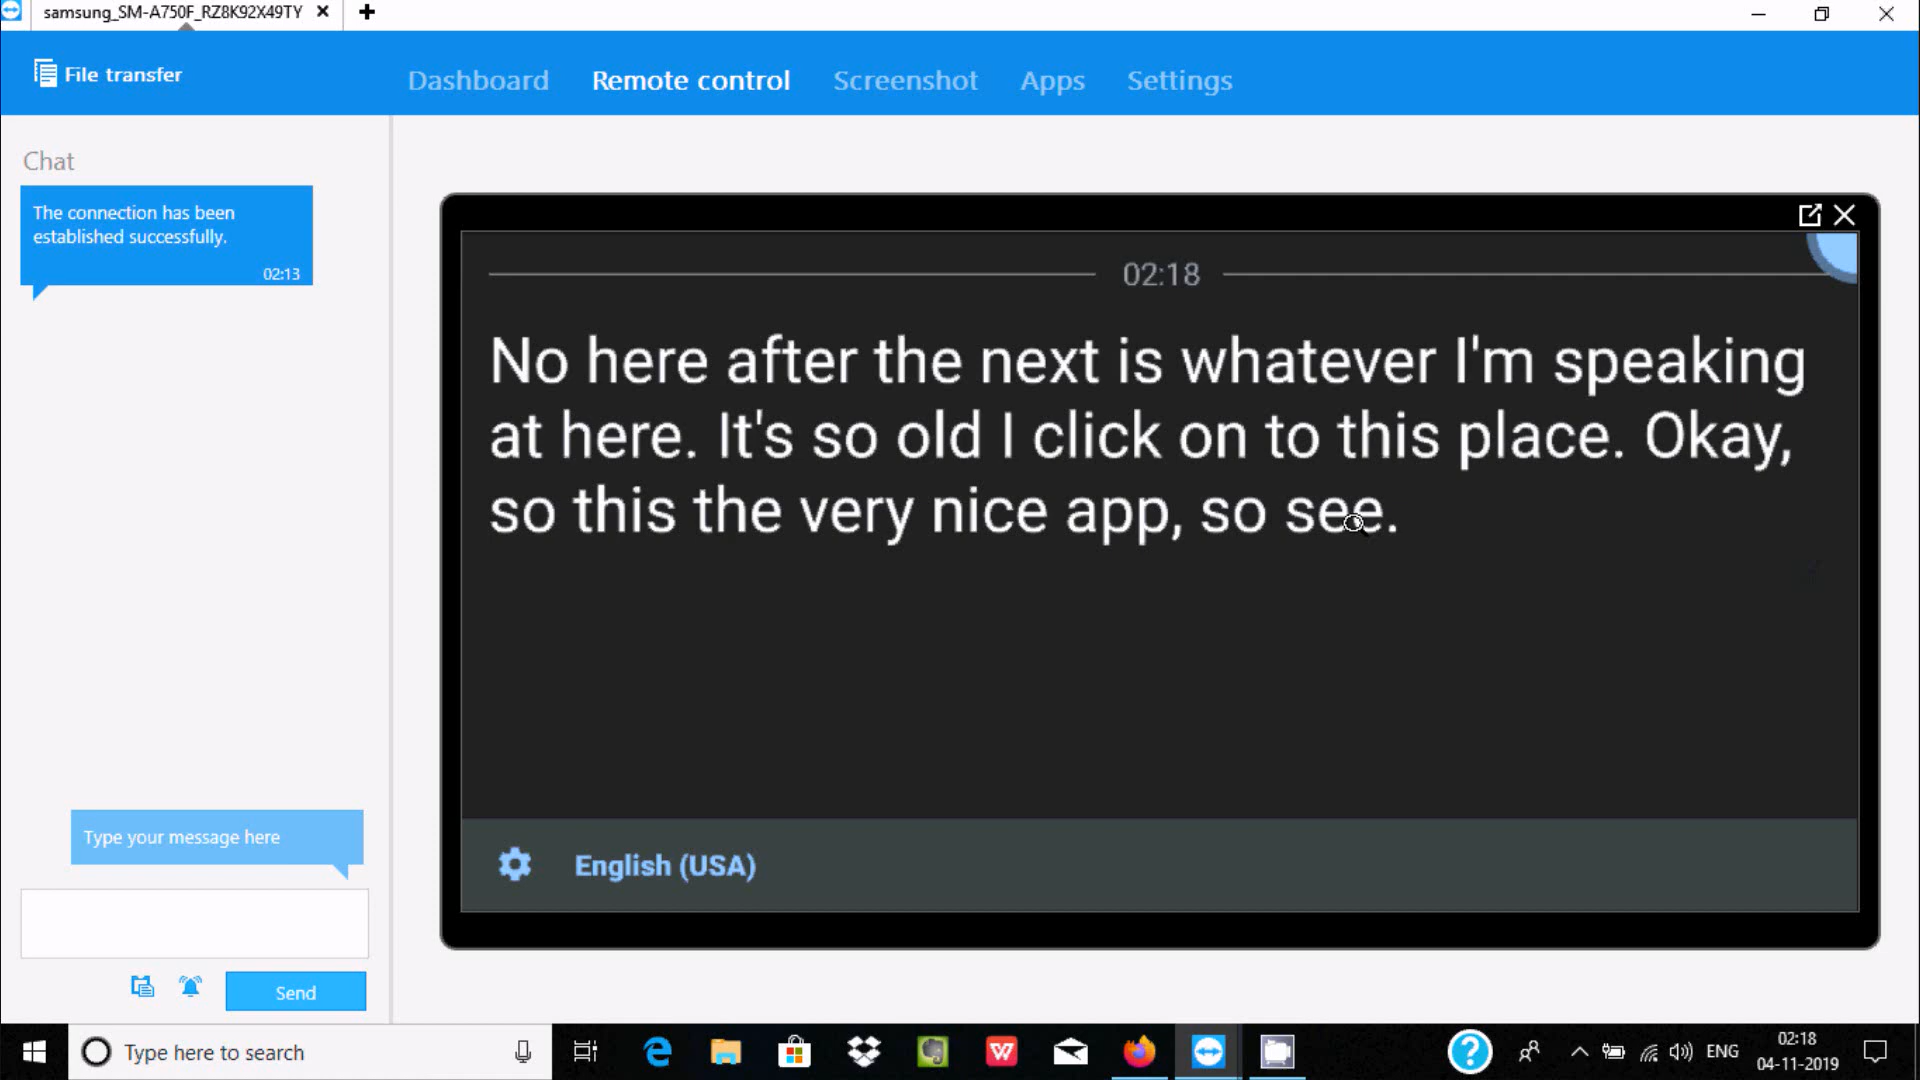 samsung_SM-A750F_RZ8K92X49TY
File transfer
Dashboard Remote control Screenshot Apps Settings
Chat
The connection has been
established successfully.
02:13
02:18
No here after the next is whatever I'm speaking
at here. It's so old I click on to this place. Okay,
so this the very nice app, so see.
English (USA)
Type your message here
Send
Type here to search
ENG
02:18
04-11-2019